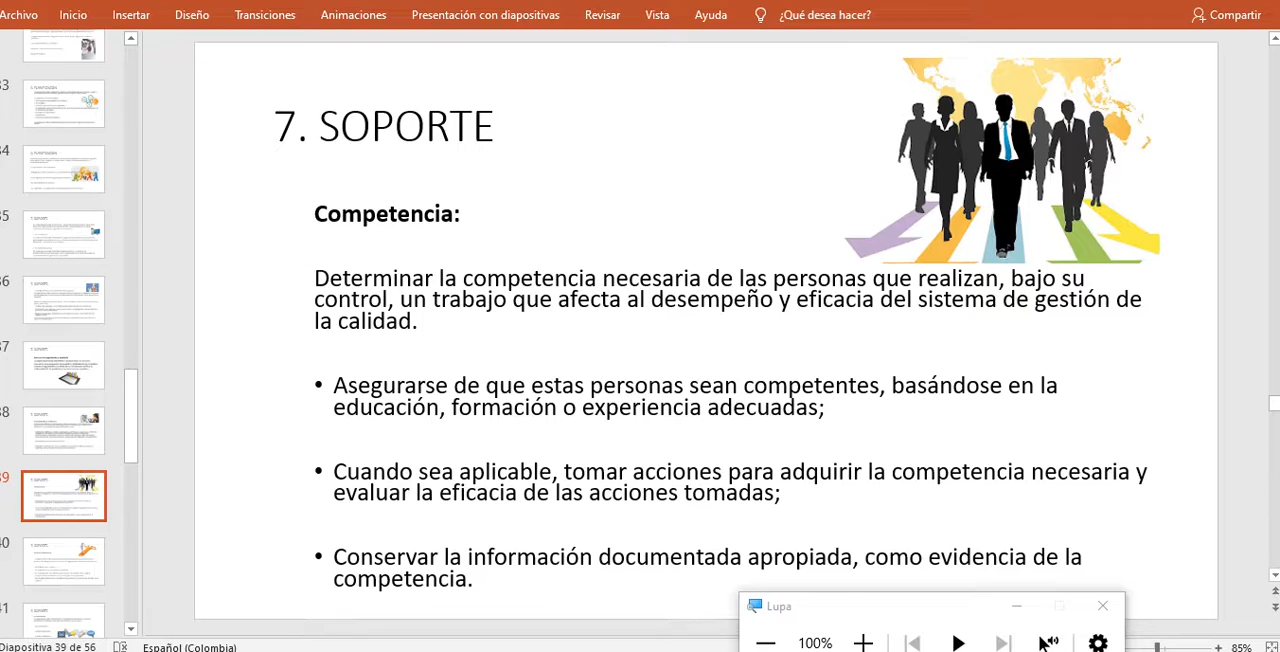 Archivo Inicio Insertar Diseño Transiciones Animaciones Presentación con diapositivas Revisar Vista Ayuda ¿Qué desea hacer? Compartir
7. SOPORTE
Competencia:
Determinar la competencia necesaria de las personas que realizan, bajo su
control, un trabajo que afecta al desempeño y eficacia del sistema de gestión de
la calidad.
• Asegurarse de que estas personas sean competentes, basándose en la
educación, formación o experiencia adecuadas;
• Cuando sea aplicable, tomar acciones para adquirir la competencia necesaria y
evaluar la eficacia de las acciones tomadas;
• Conservar la información documentada apropiada, como evidencia de la
competencia.
Lupa
100%
Diapositiva 39 de 56 Español (Colombia) 85%